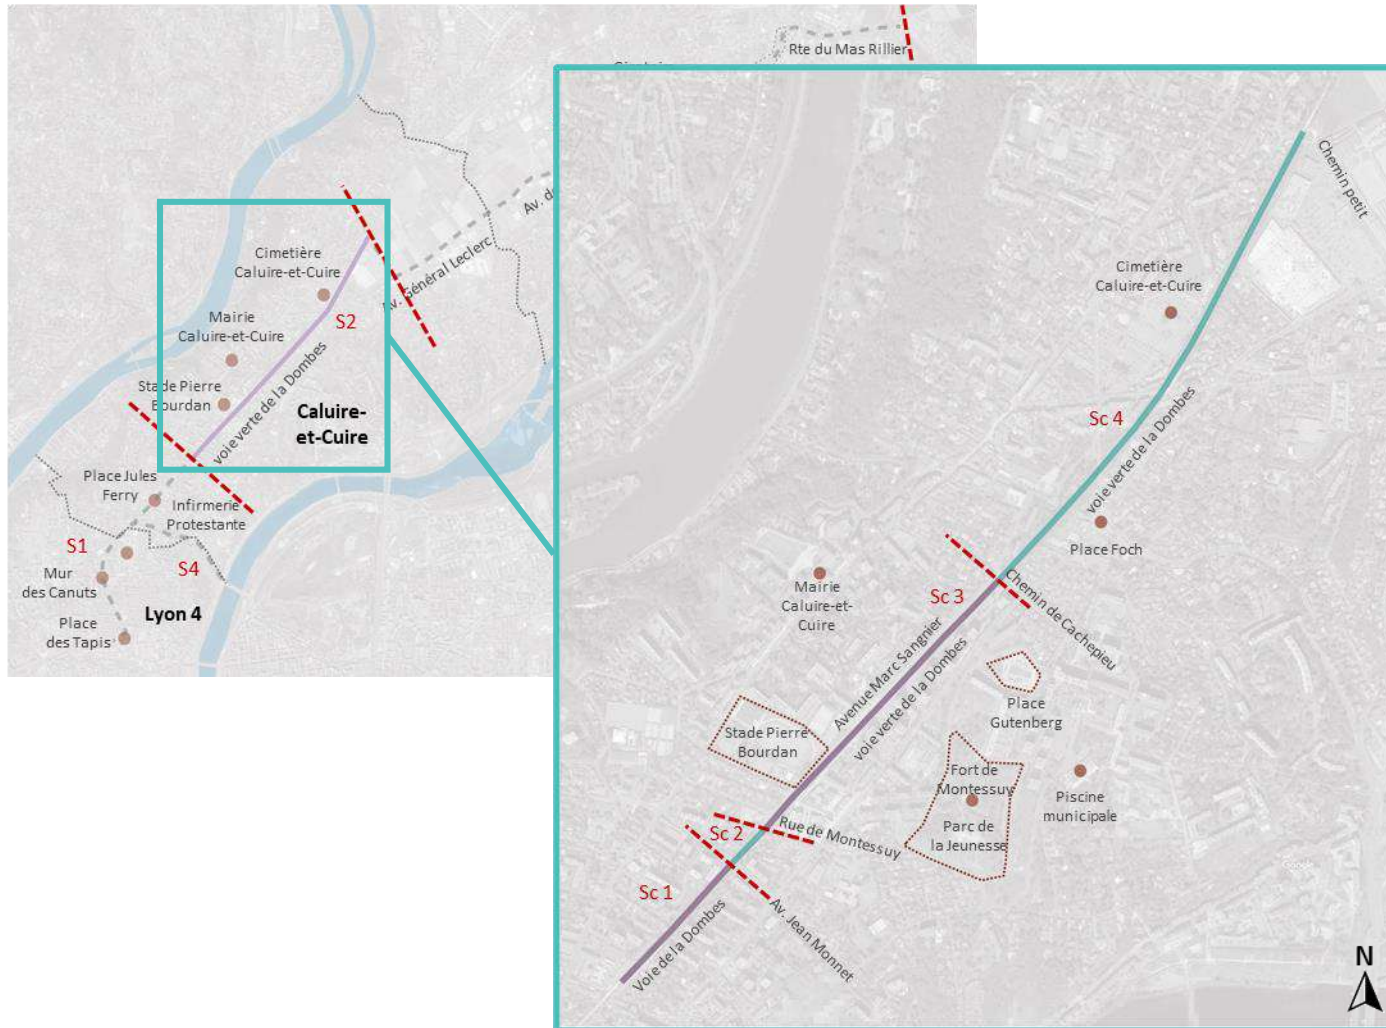 Rte du Mas Rillier
Av. de
Av. Général Leclerc
Cimetière
Caluire-et-Cuire
S2
Mairie
Caluire-et-Cuire
Stade Pierre
Bourdan
voie verte de la Dombes
Caluire-
et-Cuire
Place Jules
Ferry
Infirmerie
Protestante
S1
S4
Mur
des Canuts
Lyon 4
Place
des Tapis
Chemin petit
Cimetière
Caluire-et-Cuire
Sc 4
voie verte de la Dombes
Place Foch
Mairie
Caluire-et-
Cuire
Sc 3
Chemin de Cachepieu
Avenue Marc Sangnier
voie verte de la Dombes
Place
Gutenberg
Stade Pierre
Bourdan
Fort de
Montessuy
Parc de
la Jeunesse
Piscine
municipale
Sc 2
Rue de Montessuy
Sc 1
Voie de la Dombes
Av. Jean Monnet
Google
N